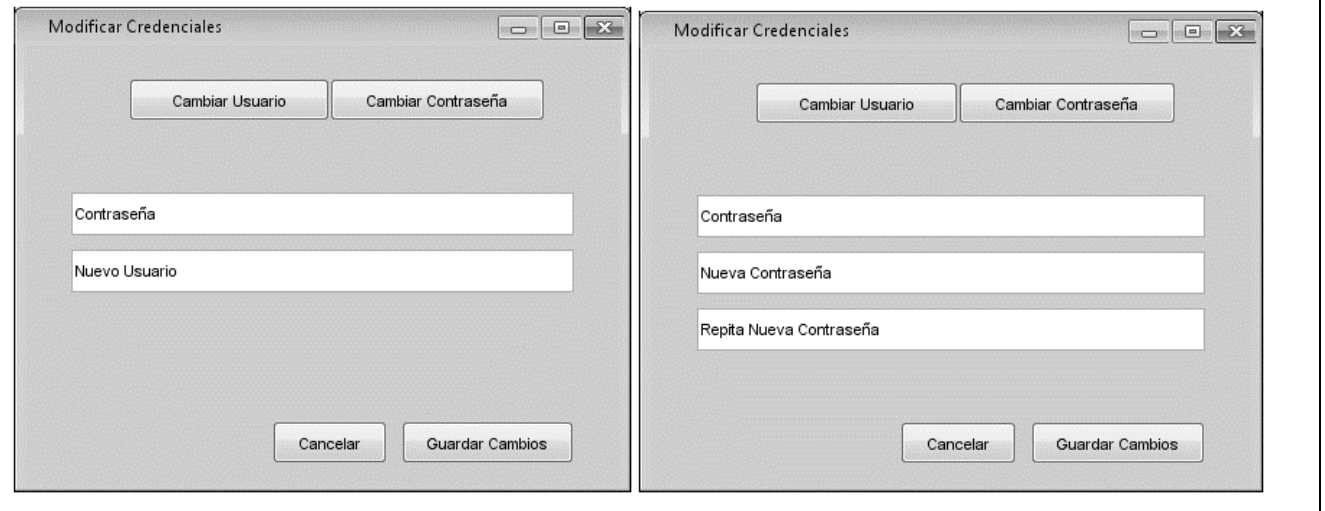 Modificar Credenciales
Cambiar Usuario
Cambiar Contraseña
Contraseña
Nuevo Usuario
Cancelar
Guardar Cambios
Modificar Credenciales
Cambiar Usuario
Cambiar Contraseña
Contraseña
Nueva Contraseña
Repita Nueva Contraseña
Cancelar
Guardar Cambios